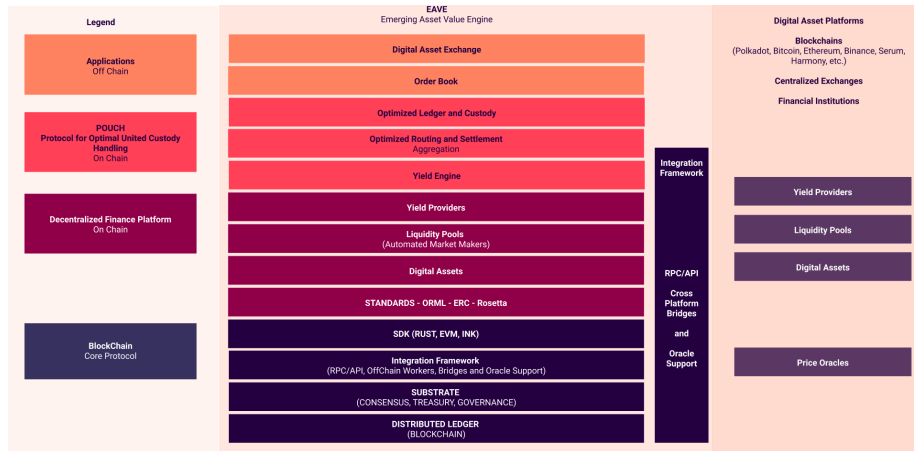 Legend
Applications
Off Chain
POUCH
Protocol for Optimal United Custody
Handling
On Chain
Decentralized Finance Platform
On Chain
BlockChain
Core Protocol
EAVE
Emerging Asset Value Engine
Digital Asset Exchange
Order Book
Optimized Ledger and Custody
Optimized Routing and Settlement
Aggregation
Yield Engine
Yield Providers
Liquidity Pools
(Automated Market Makers)
Digital Assets
STANDARDS - ORML - ERC - Rosetta
SDK (RUST, EVM, INK)
Integration Framework
(RPC/API, OffChain Workers, Bridges and Oracle Support)
SUBSTRATE
(CONSENSUS, TREASURY, GOVERNANCE)
DISTRIBUTED LEDGER
(BLOCKCHAIN)
Integration
Framework
RPC/API
Cross
Platform
Bridges
and
Oracle
Support
Digital Asset Platforms
Blockchains
(Polkadot, Bitcoin, Ethereum, Binance, Serum,
Harmony, etc.)
Centralized Exchanges
Financial Institutions
Yield Providers
Liquidity Pools
Digital Assets
Price Oracles